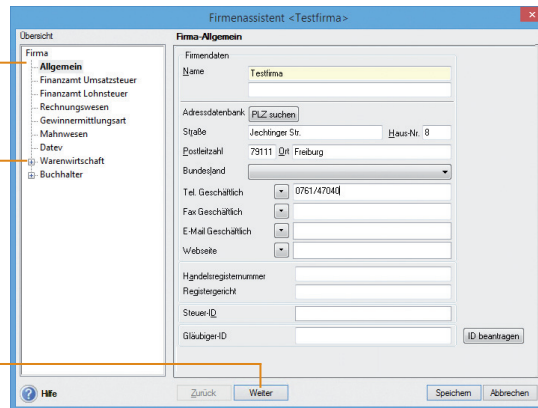 Firmenassistent <Testfirma>
Übersicht
Firma
Allgemein
Finanzamt Umsatzsteuer
Finanzamt Lohnsteuer
Rechnungswesen
Gewinnermittlungsart
Mahnwesen
Datev
Warenwirtschaft
Buchhalter
Firma-Allgemein
Firmendaten
Name Testfirma
Adressdatenbank PLZ suchen
Straße Jechtinger Str. Haus-Nr. 8
Postleitzahl 79111 Ort Freiburg
Bundesland
Tel. Geschäftlich 0761/47040
Fax Geschäftlich
E-Mail Geschäftlich
Webseite
Handelsregisternummer
Registergericht
Steuer-ID
Gläubiger-ID ID beantragen
Hilfe Zurück Weiter Speichern Abbrechen